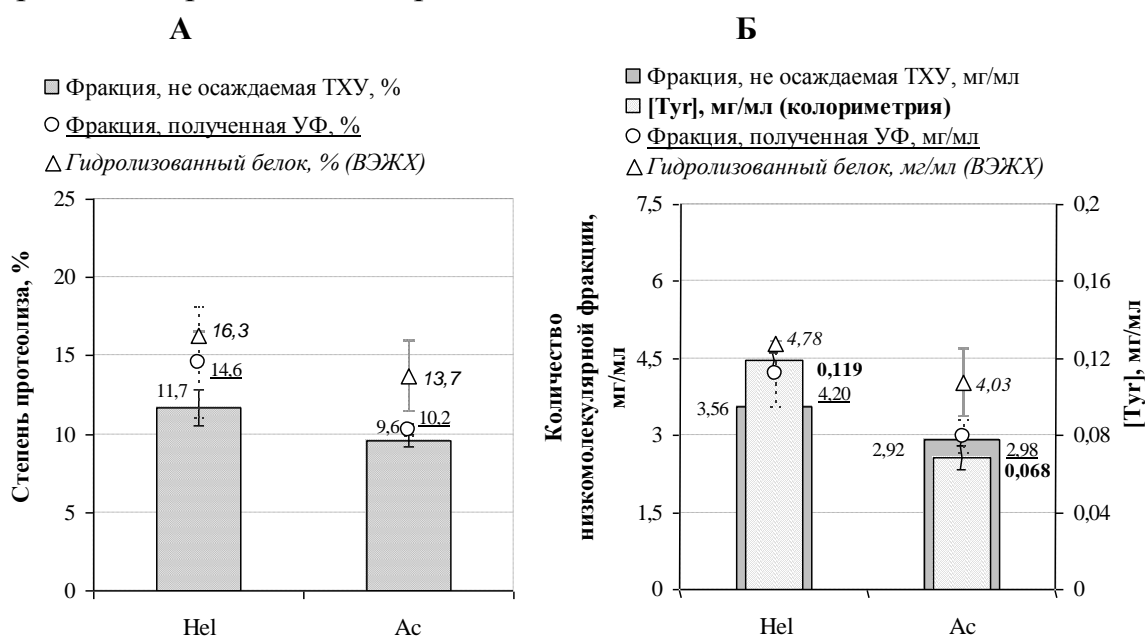 А
Б
Фракция, не осаждаемая ТХУ, %
Фракция, полученная УФ, %
Гидролизованный белок, % (ВЭЖХ)
Фракция, не осаждаемая ТХУ, мг/мл
[Tyr], мг/мл (колориметрия)
Фракция, полученная УФ, мг/мл
Гидролизованный белок, мг/мл (ВЭЖХ)
Степень протеолиза, %
25
20
15
10
5
0
16,3
14,6
11,7
13,7
9,6
10,2
Hel
Ac
Количество
низкомолекулярной фракции,
мг/мл
7,5
6
4,5
3
1,5
0
4,78
0,119
4,20
3,56
4,03
2,92
2,98
0,068
Hel
Ac
0,2
0,16
0,12
0,08
0,04
0
[Tyr], мг/мл